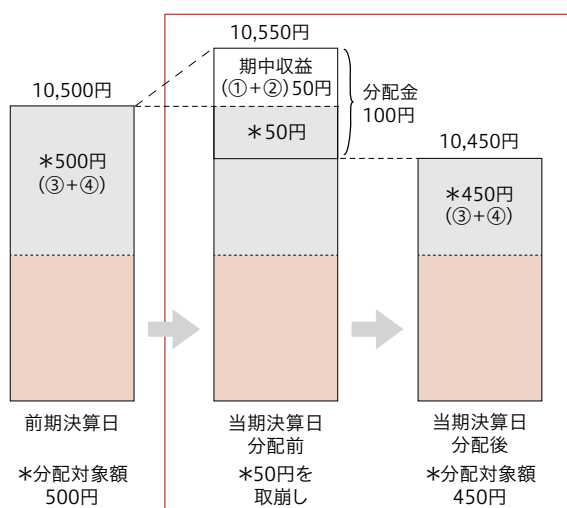 10,550円
期中収益
(①+②)50円
分配金
100円
10,500円
＊50円
10,450円
＊500円
(③+④)
＊450円
(③+④)
前期決算日
当期決算日
分配前
当期決算日
分配後
＊分配対象額
500円
＊50円を
取崩し
＊分配対象額
450円